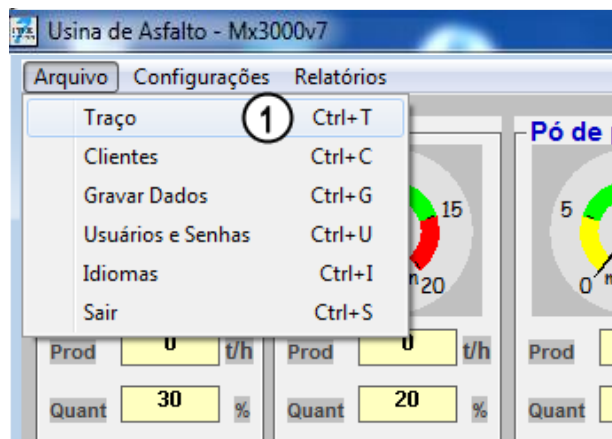 Usina de Asfalto - Mx3000v7
Arquivo Configurações Relatórios
Traço 1 Ctrl+T
Clientes Ctrl+C
Gravar Dados Ctrl+G
Usuários e Senhas Ctrl+U
Idiomas Ctrl+I
Sair Ctrl+S
Pó de
15
20
5
0
Prod 0 t/h Prod 0 t/h Prod
Quant 30 % Quant 20 % Quant